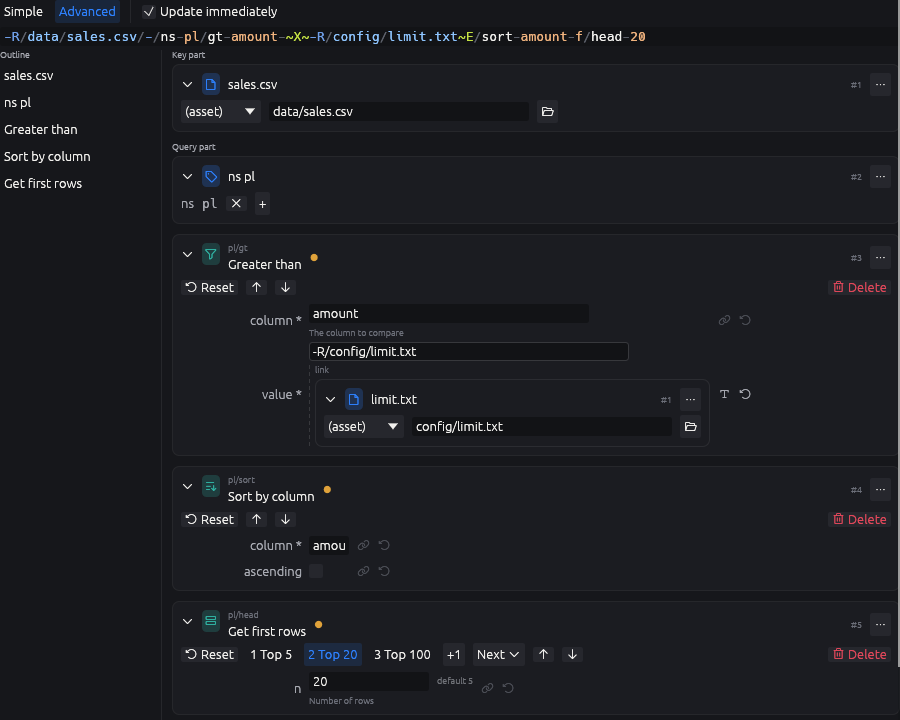 Simple Advanced Update immediately
-R/data/sales.csv/-/ns-pl/gt-amount-~X~-R/config/limit.txt~E/sort-amount-f/head-20
Outline
sales.csv
ns pl
Greater than
Sort by column
Get first rows
Key part
sales.csv #1 ...
(asset) data/sales.csv
Query part
ns pl #2 ...
ns pl +
pl/gt
Greater than #3 ...
Reset Delete
column * amount
The column to compare
-R/config/limit.txt
link
value *
limit.txt #1 ...
(asset) config/limit.txt
pl/sort
Sort by column #4 ...
Reset Delete
column * amou
ascending
pl/head
Get first rows #5 ...
Reset 1 Top 5 2 Top 20 3 Top 100 +1 Next Delete
n 20 default 5
Number of rows